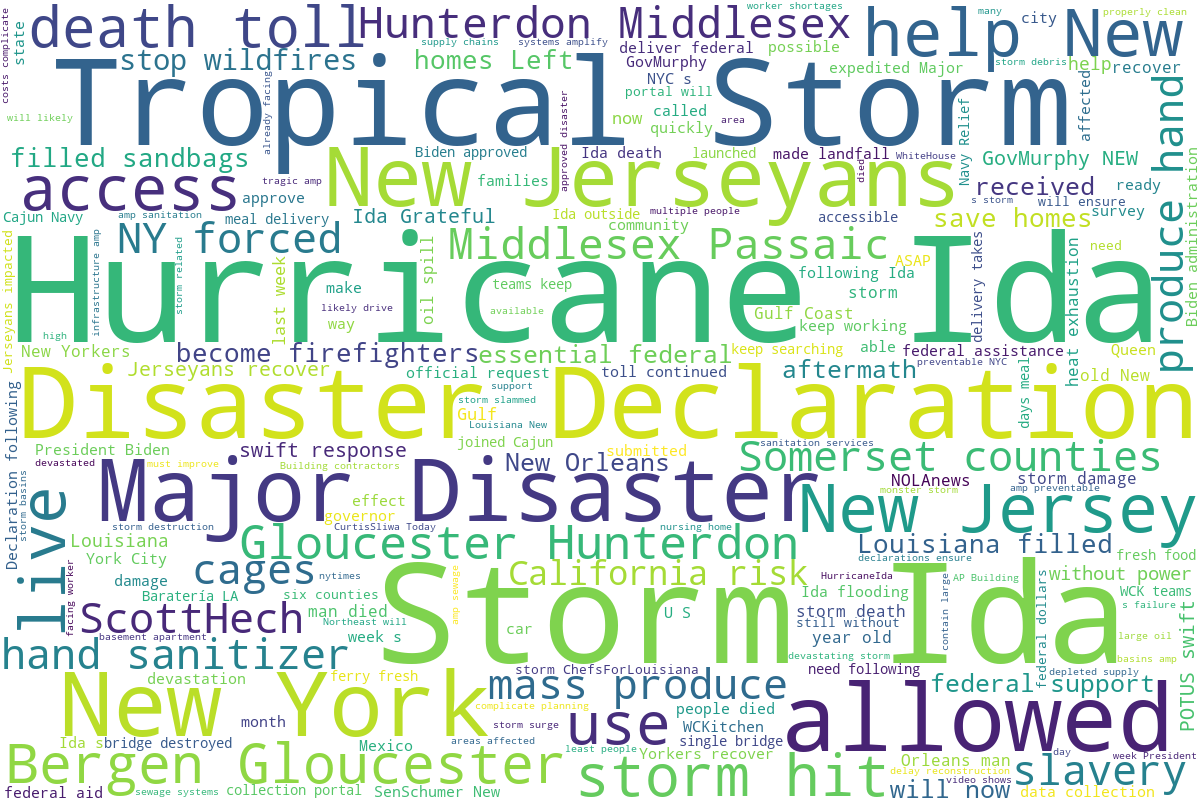 costs complicate
state
death toll
Hunterdon Middlesex
worker shortages
help New
many
city
properly clean
stop wildfires
supply chains
systems amplify
homes Left
deliver federal
possible
GovMurphy
expedited Major
storm debris
help
recover
Tropical Storm
NYC s
portal will
called
now
quickly
area
affected
produce hand
will likely
already facing
filled sandbags
New Jerseyans
Biden approved
approved disaster
Ida death
launched
made landfall
died
WhiteHouse
Navy Relief
GovMurphy NEW
Biden administration
access
tragic amp
families
received
ready
approve
will ensure
Cajun Navy
amp sanitation
meal delivery
Ida Grateful
Ida outside
multiple people
community
accessible
s storm
save homes
survey
Jerseyans impacted
infrastructure amp
NY forced
storm related
Middlesex Passaic
ASAP
delivery takes
need
Hurricane Ida
last week
make
likely drive
way
oil spill
teams keep
available
following Ida
storm
Gulf Coast
keep working
heat exhaustion
high
New Yorkers
become firefighters
essential federal
keep searching
able
federal assistance
preventable NYC
Queen
Jerseyans recover
official request
toll continued
aftermath
days meal
old New
Disaster Declaration
support
storm slammed
Gulf
Louisiana New
Declaration following
President Biden
swift response
joined Cajun
submitted
sanitation services
Somerset counties
devastated
must improve
Building contractors
New Orleans
NOLAnews
storm damage
storm basins
live
Major Disaster
effect
governor
monster storm
amp preventable
New Jersey
storm destruction
CurtisSliwa Today
nursing home
Louisiana
York City
Gloucester Hunterdon
Louisiana filled
declarations ensure
fresh food
facing worker
damage
cages
nytimes
Storm Ida
amp sewage
California risk
HurricaneIda
contain large
AP Building
without power
Baratería LA
six counties
Ida flooding
federal dollars
WCK teams
s failure
ScottHech
man died
Northeast will
week s
car
U S
storm death
still without
year old
swift
basement apartment
large oil
hand sanitizer
devastating storm
basins amp
POTUS
devastation
ferry fresh
storm ChefsForLouisiana
need following
depleted supply
New York
mass produce
federal support
complicate planning
people died
allowed
month
storm surge
use
WCKitchen
Ida s
bridge destroyed
Mexico
areas affected
least people
single bridge
Yorkers recover
Orleans man
day
week President
Bergen Gloucester
storm hit
delay reconstruction
video shows
slavery
federal aid
sewage systems
collection portal
SenSchumer New
will now
data collection